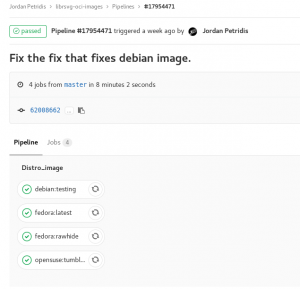 Jordan Petridis › librsvg-oci-images › Pipelines › #17954471
passed Pipeline #17954471 triggered a week ago by Jordan Petridis
Fix the fix that fixes debian image.
4 jobs from master in 8 minutes 2 seconds
62088662 ...
Pipeline Jobs 4
Distro_image
debian:testing
fedora:latest
fedora:rawhide
opensuse:tumbl...